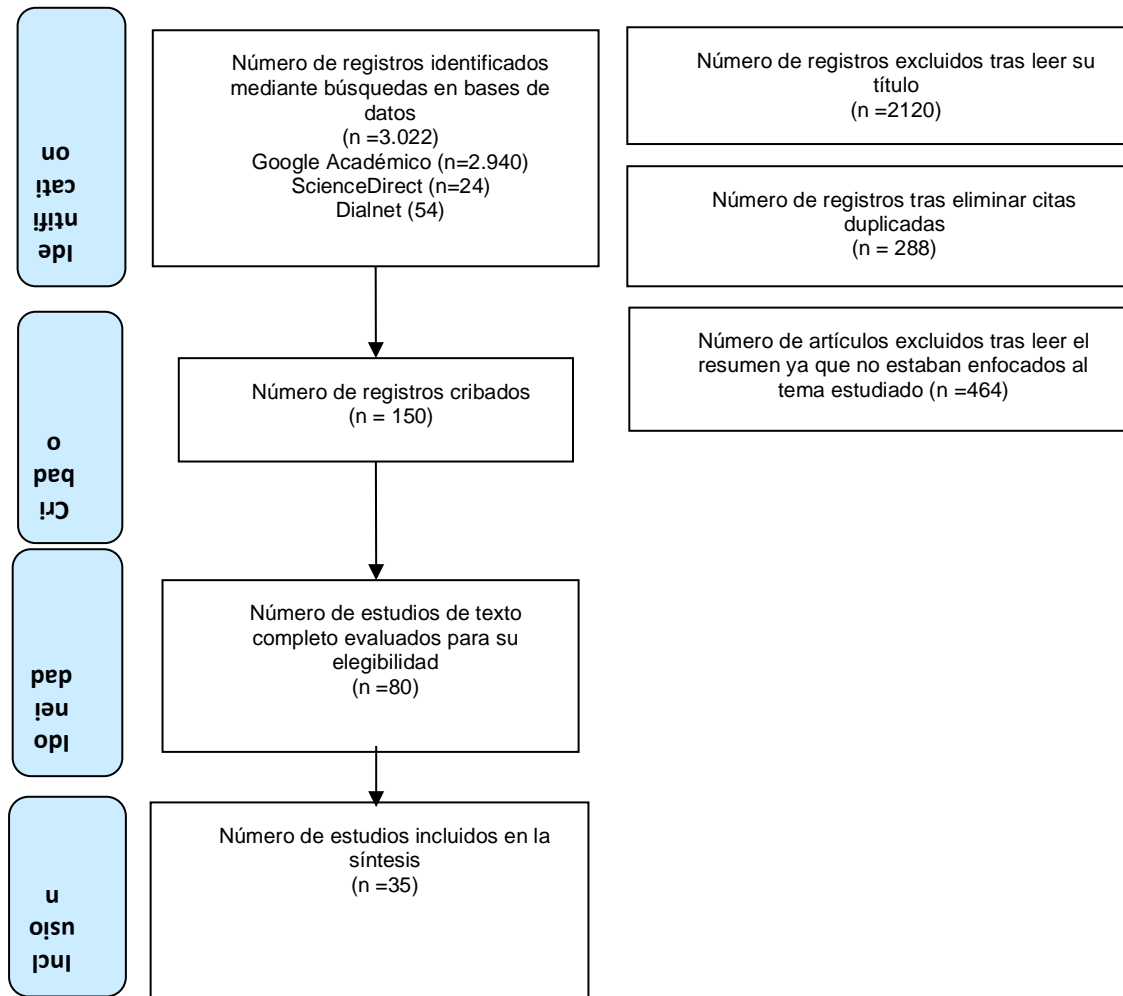 Ide
ntifi
cati
on
Número de registros identificados
mediante búsquedas en bases de
datos
(n =3.022)
Google Académico (n=2.940)
ScienceDirect (n=24)
Dialnet (54)
Número de registros excluidos tras leer su
título
(n =2120)
Número de registros tras eliminar citas
duplicadas
(n = 288)
Número de artículos excluidos tras leer el
resumen ya que no estaban enfocados al
tema estudiado (n =464)
Cri
bad
o
Número de registros cribados
(n = 150)
Ido
nei
dad
Número de estudios de texto
completo evaluados para su
elegibilidad
(n =80)
Incl
usio
n
Número de estudios incluidos en la
síntesis
(n =35)